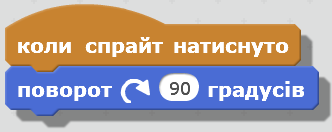 коли спрайт натиснуто
поворот 90 градусів